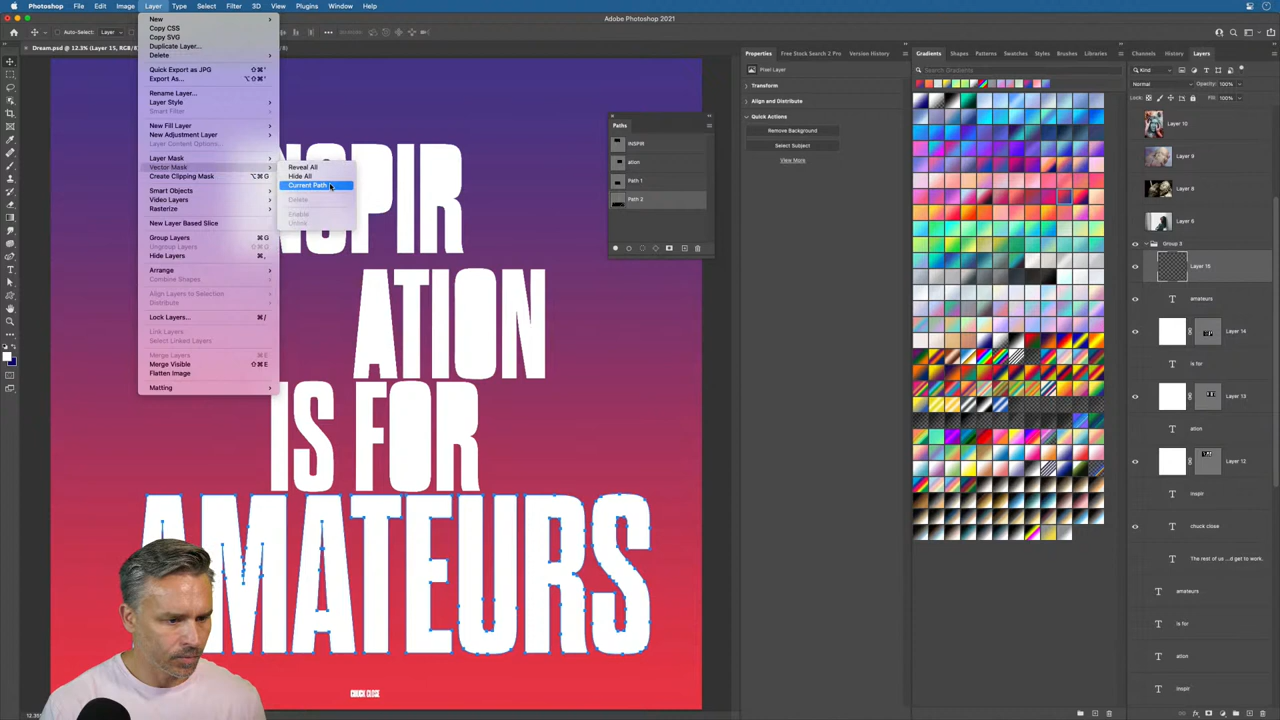 Photoshop File Edit Image Layer Type Select Filter 3D View Plugins Window Help
Adobe Photoshop 2021
Auto-Select: Layer
Dream.psd @ 12.3% (Layer 15, RGB/8)
New
Copy CSS
Copy SVG
Duplicate Layer...
Delete
Quick Export as JPG ⇧⌘'
Export As... ⌥⇧⌘'
Rename Layer...
Layer Style
Smart Filter
New Fill Layer
New Adjustment Layer
Layer Content Options...
Layer Mask
Vector Mask
Create Clipping Mask ⌥⌘G
Smart Objects
Video Layers
Rasterize
New Layer Based Slice
Group Layers ⌘G
Ungroup Layers ⇧⌘G
Hide Layers ⌘,
Arrange
Combine Shapes
Align Layers to Selection
Distribute
Lock Layers... ⌘/
Link Layers
Select Linked Layers
Merge Layers ⌘E
Merge Visible ⇧⌘E
Flatten Image
Matting
Reveal All
Hide All
Current Path
Delete
Enable
Unlink
NSPIR
ATION
IS FOR
AMATEURS
CHUCK CLOSE
Paths
INSPIR
ation
Path 1
Path 2
Properties Free Stock Search 2 Pro Version History
Pixel Layer
Transform
Align and Distribute
Quick Actions
Remove Background
Select Subject
View More
Gradients Shapes Patterns Swatches Styles Brushes Libraries
Search Gradients
Channels History Layers
Kind
Normal Opacity: 100%
Lock: Fill: 100%
Layer 10
Layer 9
Layer 8
Layer 6
Group 3
Layer 15
amateurs
Layer 14
is for
Layer 13
ation
Layer 12
inspir
chuck close
The rest of us ...d get to work.
amateurs
is for
ation
inspir